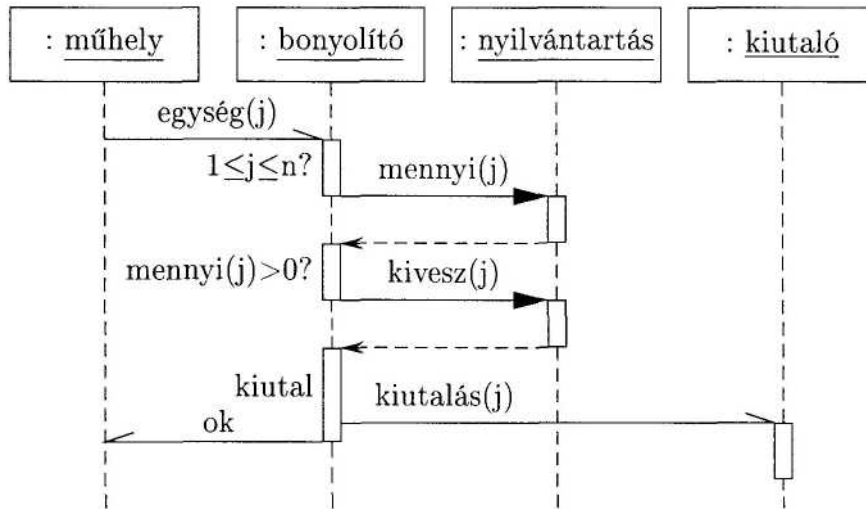 : műhely
: bonyolító
: nyilvántartás
: kiutaló
egység(j)
1≤j≤n?
mennyi(j)
mennyi(j)>0?
kivesz(j)
kiutal
kiutalás(j)
ok